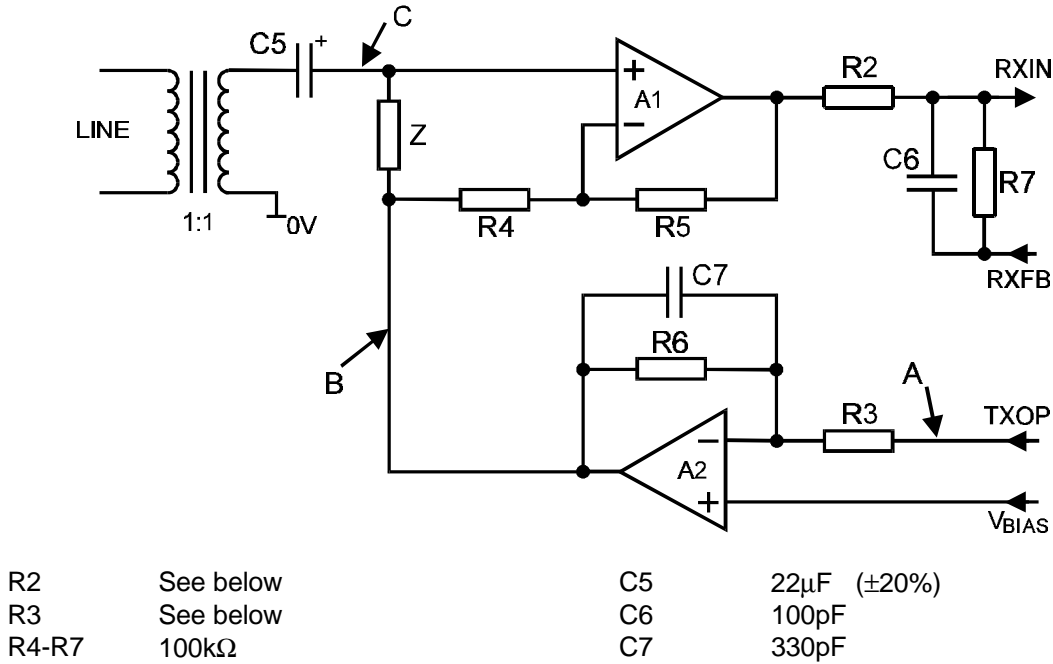 C
C5
+
+
A1
−
R2
RXIN
LINE
Z
C6
R7
R4
R5
1:1
0V
RXFB
C7
B
R6
A
R3
TXOP
−
A2
+
VBIAS
R2 See below C5 22μF (±20%)
R3 See below C6 100pF
R4-R7 100kΩ C7 330pF